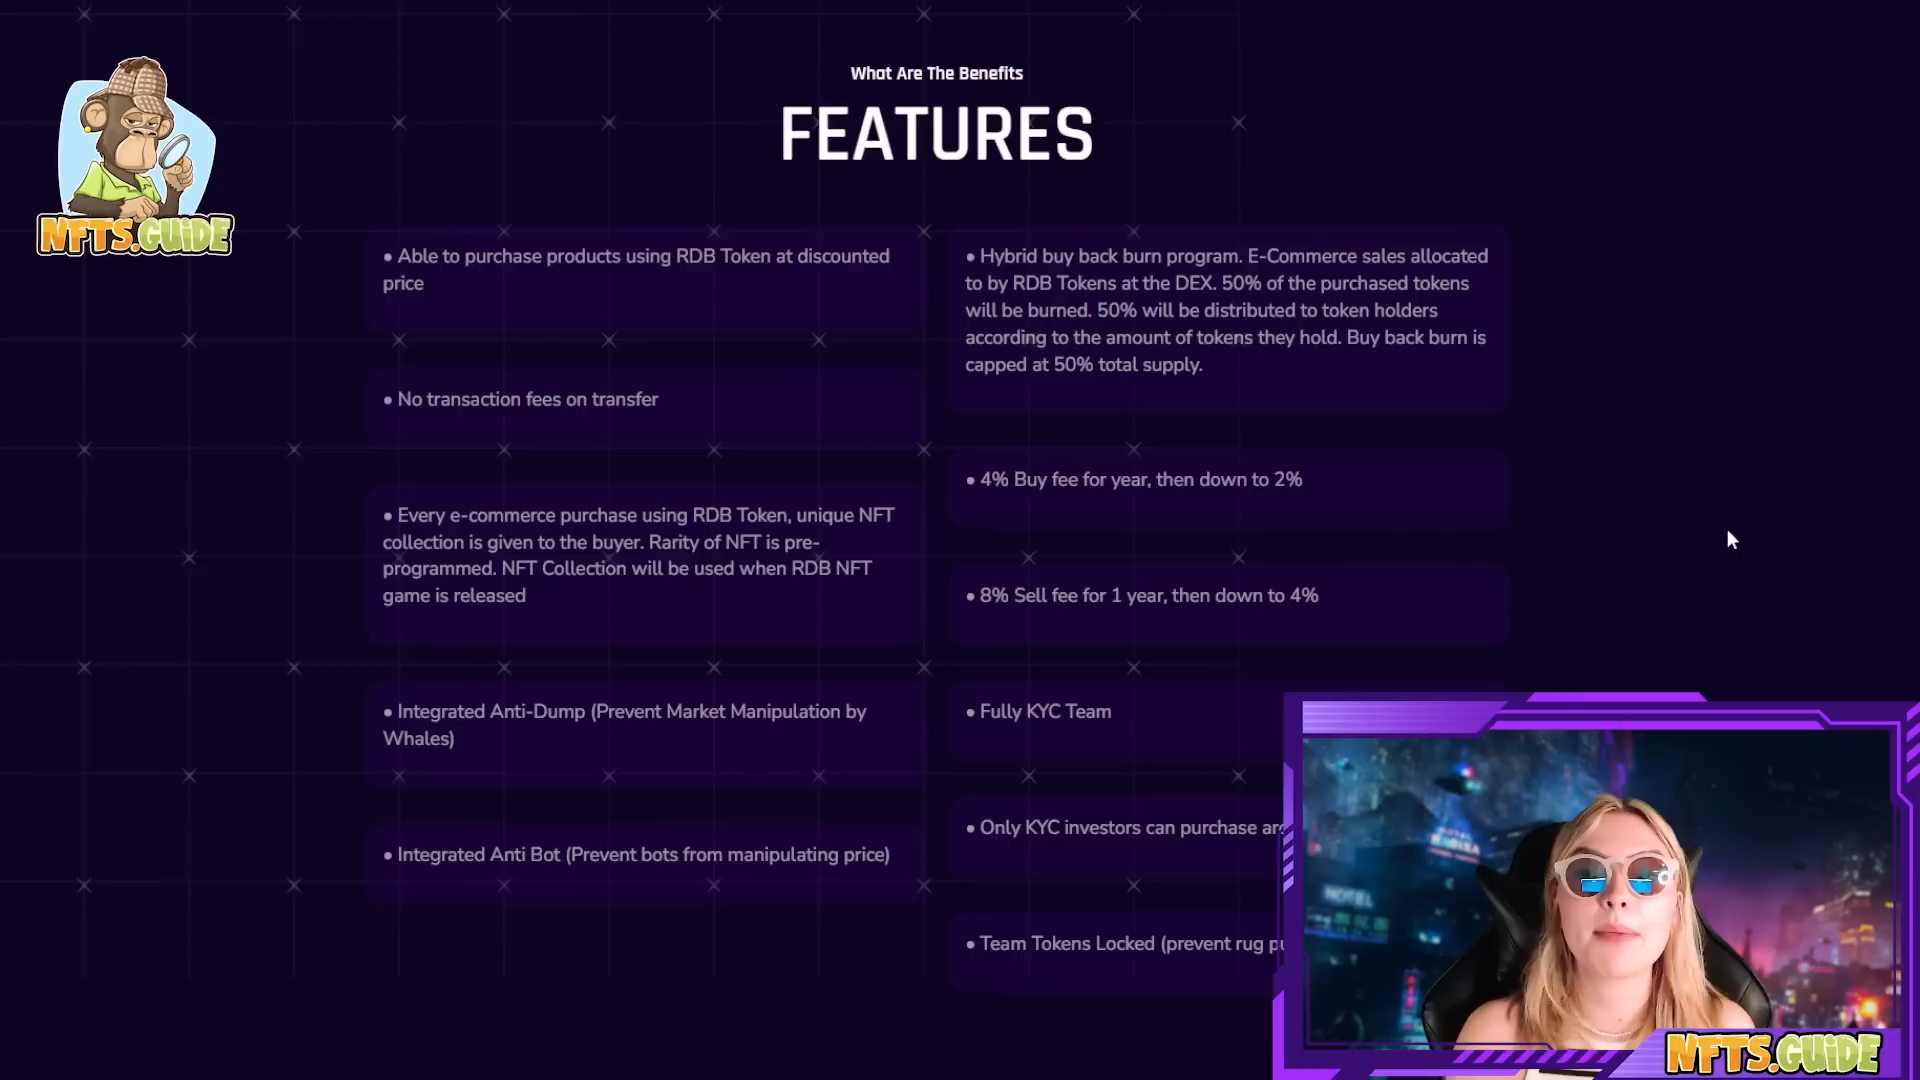 What Are The Benefits
FEATURES
NFTS.GUIDE
• Able to purchase products using RDB Token at discounted
price
• No transaction fees on transfer
• Every e-commerce purchase using RDB Token, unique NFT
collection is given to the buyer. Rarity of NFT is pre-
programmed. NFT Collection will be used when RDB NFT
game is released
• Integrated Anti-Dump (Prevent Market Manipulation by
Whales)
• Integrated Anti Bot (Prevent bots from manipulating price)
• Hybrid buy back burn program. E-Commerce sales allocated
to by RDB Tokens at the DEX. 50% of the purchased tokens
will be burned. 50% will be distributed to token holders
according to the amount of tokens they hold. Buy back burn is
capped at 50% total supply.
• 4% Buy fee for year, then down to 2%
• 8% Sell fee for 1 year, then down to 4%
• Fully KYC Team
• Only KYC investors can purchase
• Team Tokens Locked (prevent rug
NFTS.GUIDE